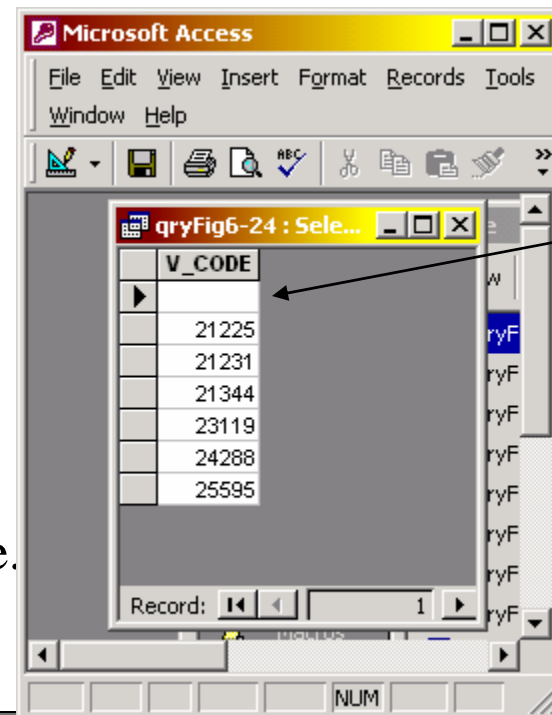 Microsoft Access
File Edit View Insert Format Records Tools
Window Help
ABC
qryFig6-24 : Sele...
V_CODE
21225
21231
21344
23119
24288
25595
Record: 1
e.
NUM